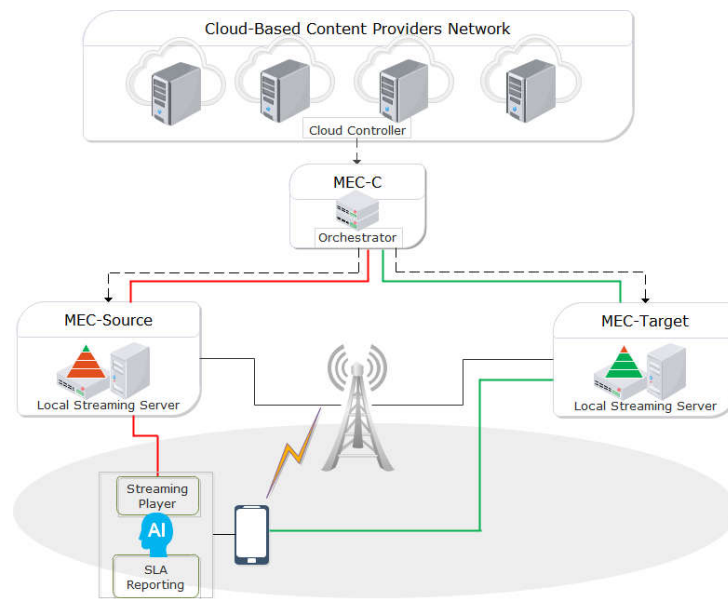 Cloud-Based Content Providers Network
Cloud Controller
MEC-C
Orchestrator
MEC-Source
Local Streaming Server
MEC-Target
Local Streaming Server
Streaming
Player
AI
SLA
Reporting